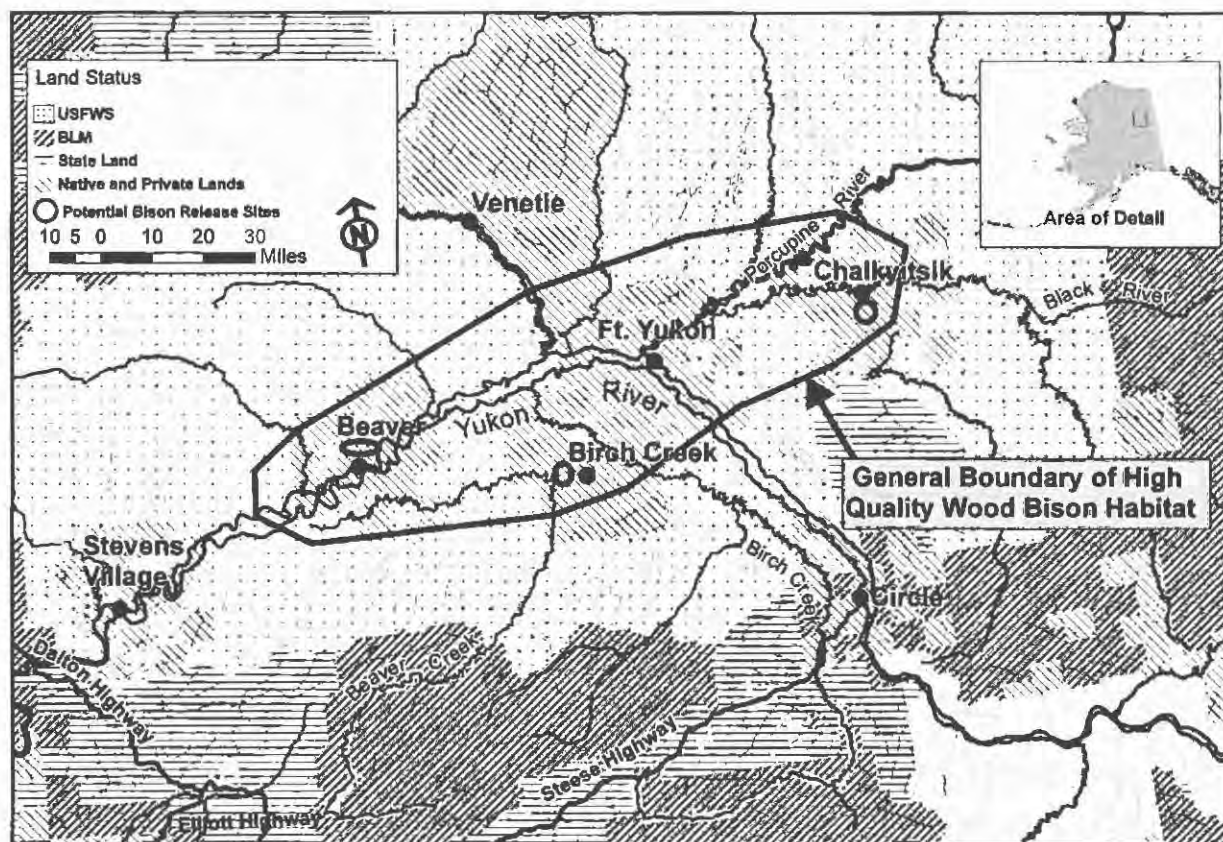 Land Status
USFWS
BLM
State Land
Native and Private Lands
Potential Bison Release Sites
10 5 0 10 20 30
Miles
N
Area of Detail
Venetie
Porcupine River
Chalkyitsik
Black River
Ft. Yukon
Beaver
Yukon River
Birch Creek
General Boundary of High
Quality Wood Bison Habitat
Stevens
Village
Birch Creek
Circle
Dalton Highway
Beaver Creek
Steese Highway
Elliott Highway